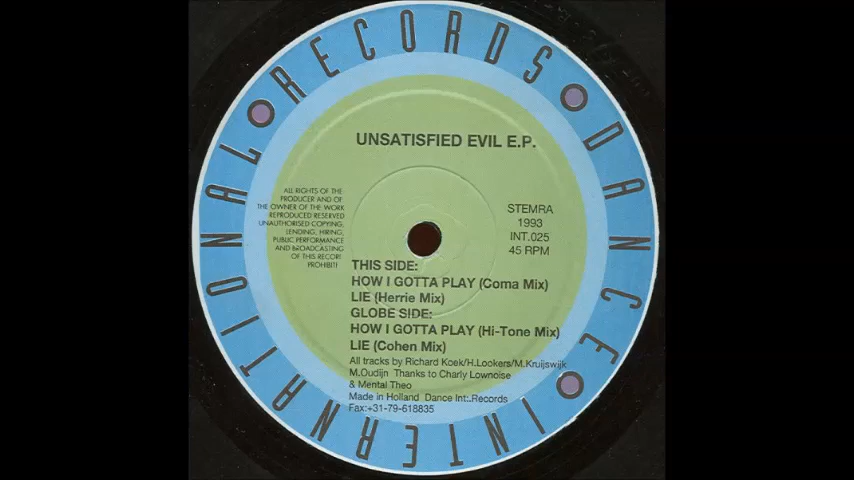 DANCE INTERNATIONAL RECORDS
UNSATISFIED EVIL E.P.
ALL RIGHTS OF THE
PRODUCER AND OF
THE OWNER OF THE WORK
REPRODUCED RESERVED
UNAUTHORISED COPYING,
LENDING, HIRING,
PUBLIC PERFORMANCE
AND bROADCASTING
OF THIS RECORD
PROHIBITE
STEMRA
1993
INT.025
45 RPM
THIS SIDE:
HOW I GOTTA PLAY (Coma Mix)
LIE (Herrie Mix)
GLOBE SIDE:
HOW I GOTTA PLAY (Hi-Tone Mix)
LIE (Cohen Mix)
All tracks by Richard Koek/H.Lookers/M.Kruijswijk
M.Oudijn Thanks to Charly Lownoise
& Mental Theo
Made in Holland Dance Int:.Records
Fax:+31-79-618835